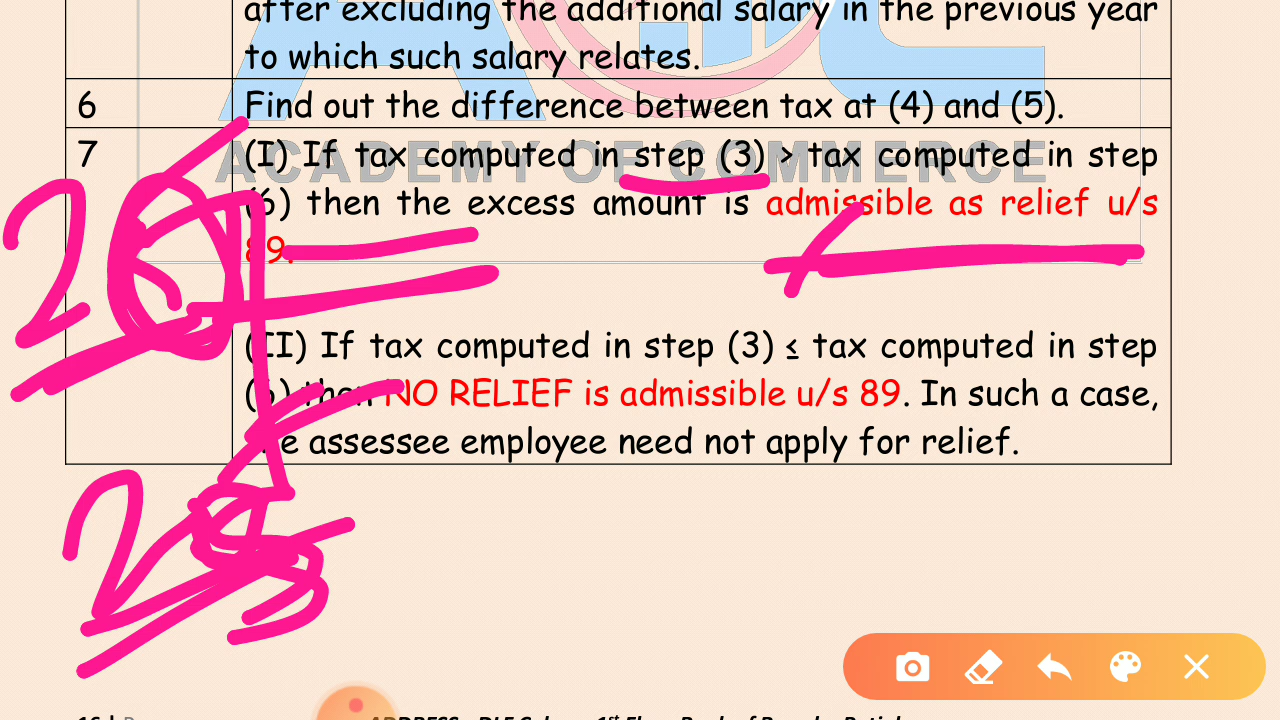 after excluding the additional salary in the previous year
to which such salary relates.
6 Find out the difference between tax at (4) and (5).
ACADEMY OF COMMERCE
7 (I) If tax computed in step (3) > tax computed in step
(6) then the excess amount is admissible as relief u/s
89.
(II) If tax computed in step (3) ≤ tax computed in step
(6) then NO RELIEF is admissible u/s 89. In such a case,
assessee employee need not apply for relief.